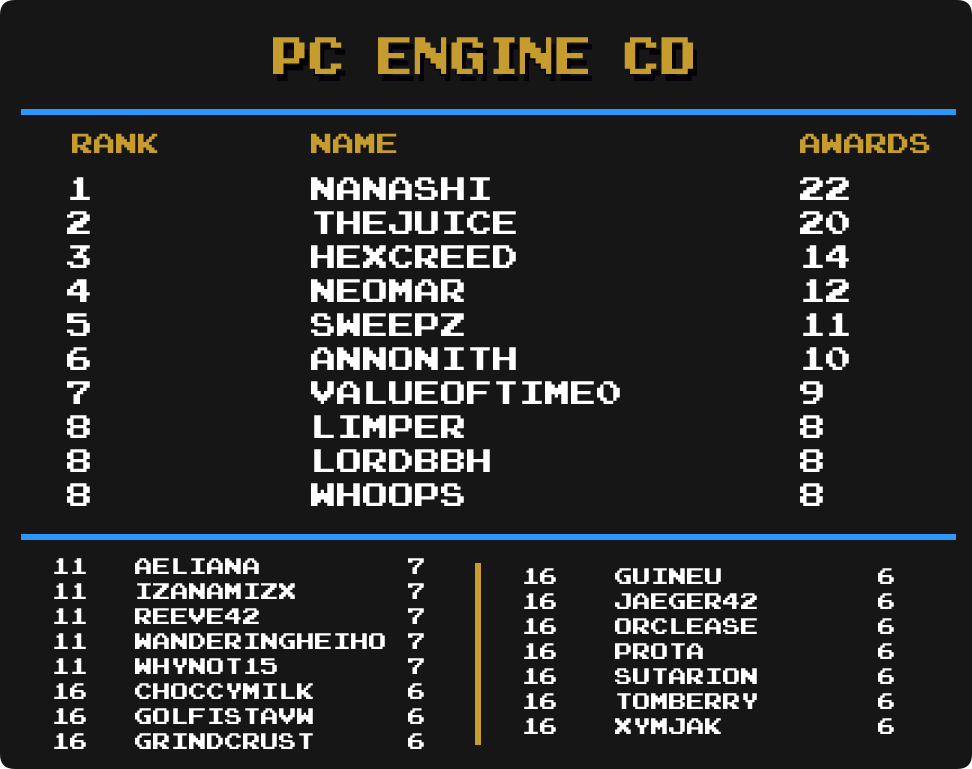 PC ENGINE CD
RANK NAME AWARDS
1 NANASHI 22
2 THEJUICE 20
3 HEXCREED 14
4 NEOMAR 12
5 SWEEPZ 11
6 ANNONITH 10
7 VALUEOFTIME0 9
8 LIMPER 8
8 LORDBBH 8
8 WHOOPS 8
11 AELIANA 7
11 IZANAMIZX 7
11 REEVE42 7
11 WANDERINGHEIHO 7
11 WHYNOT15 7
16 CHOCCYMILK 6
16 GOLFISTAVW 6
16 GRINDCRUST 6
16 GUINEU 6
16 JAEGER42 6
16 ORCLEASE 6
16 PROTA 6
16 SUTARION 6
16 TOMBERRY 6
16 XYMJAK 6